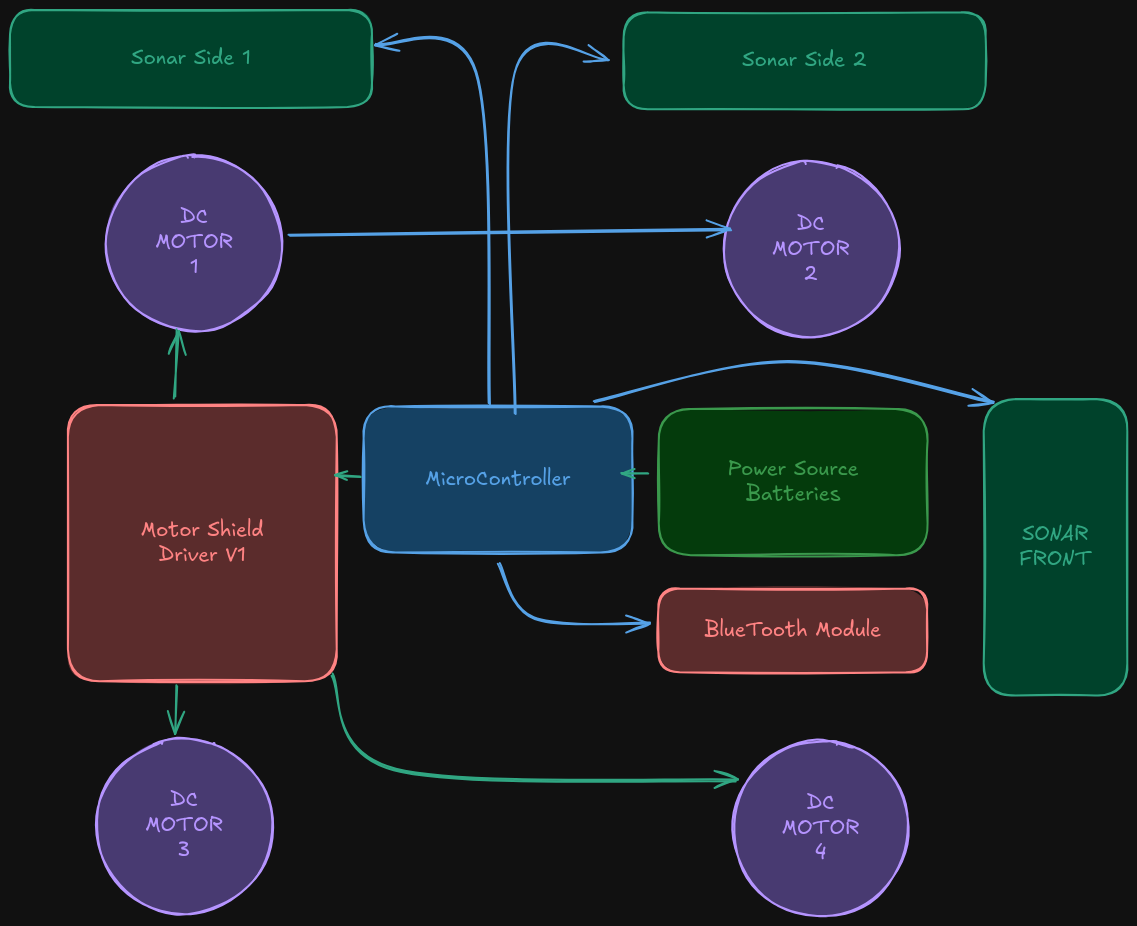 Sonar Side 1
Sonar Side 2
DC
MOTOR
1
DC
MOTOR
2
MicroController
Power Source
Batteries
Motor Shield
Driver V1
SONAR
FRONT
BlueTooth Module
DC
MOTOR
3
DC
MOTOR
4